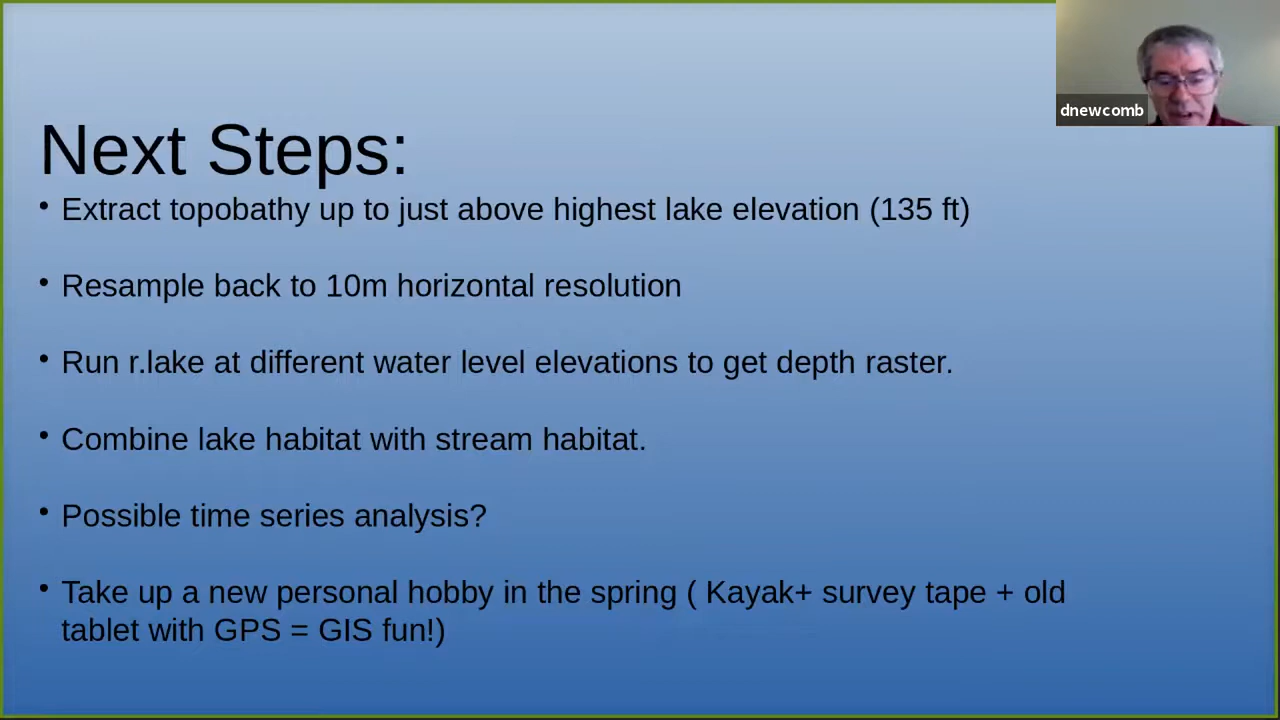 dnewcomb
Next Steps:
• Extract topobathy up to just above highest lake elevation (135 ft)
• Resample back to 10m horizontal resolution
• Run r.lake at different water level elevations to get depth raster.
• Combine lake habitat with stream habitat.
• Possible time series analysis?
• Take up a new personal hobby in the spring ( Kayak+ survey tape + old
tablet with GPS = GIS fun!)